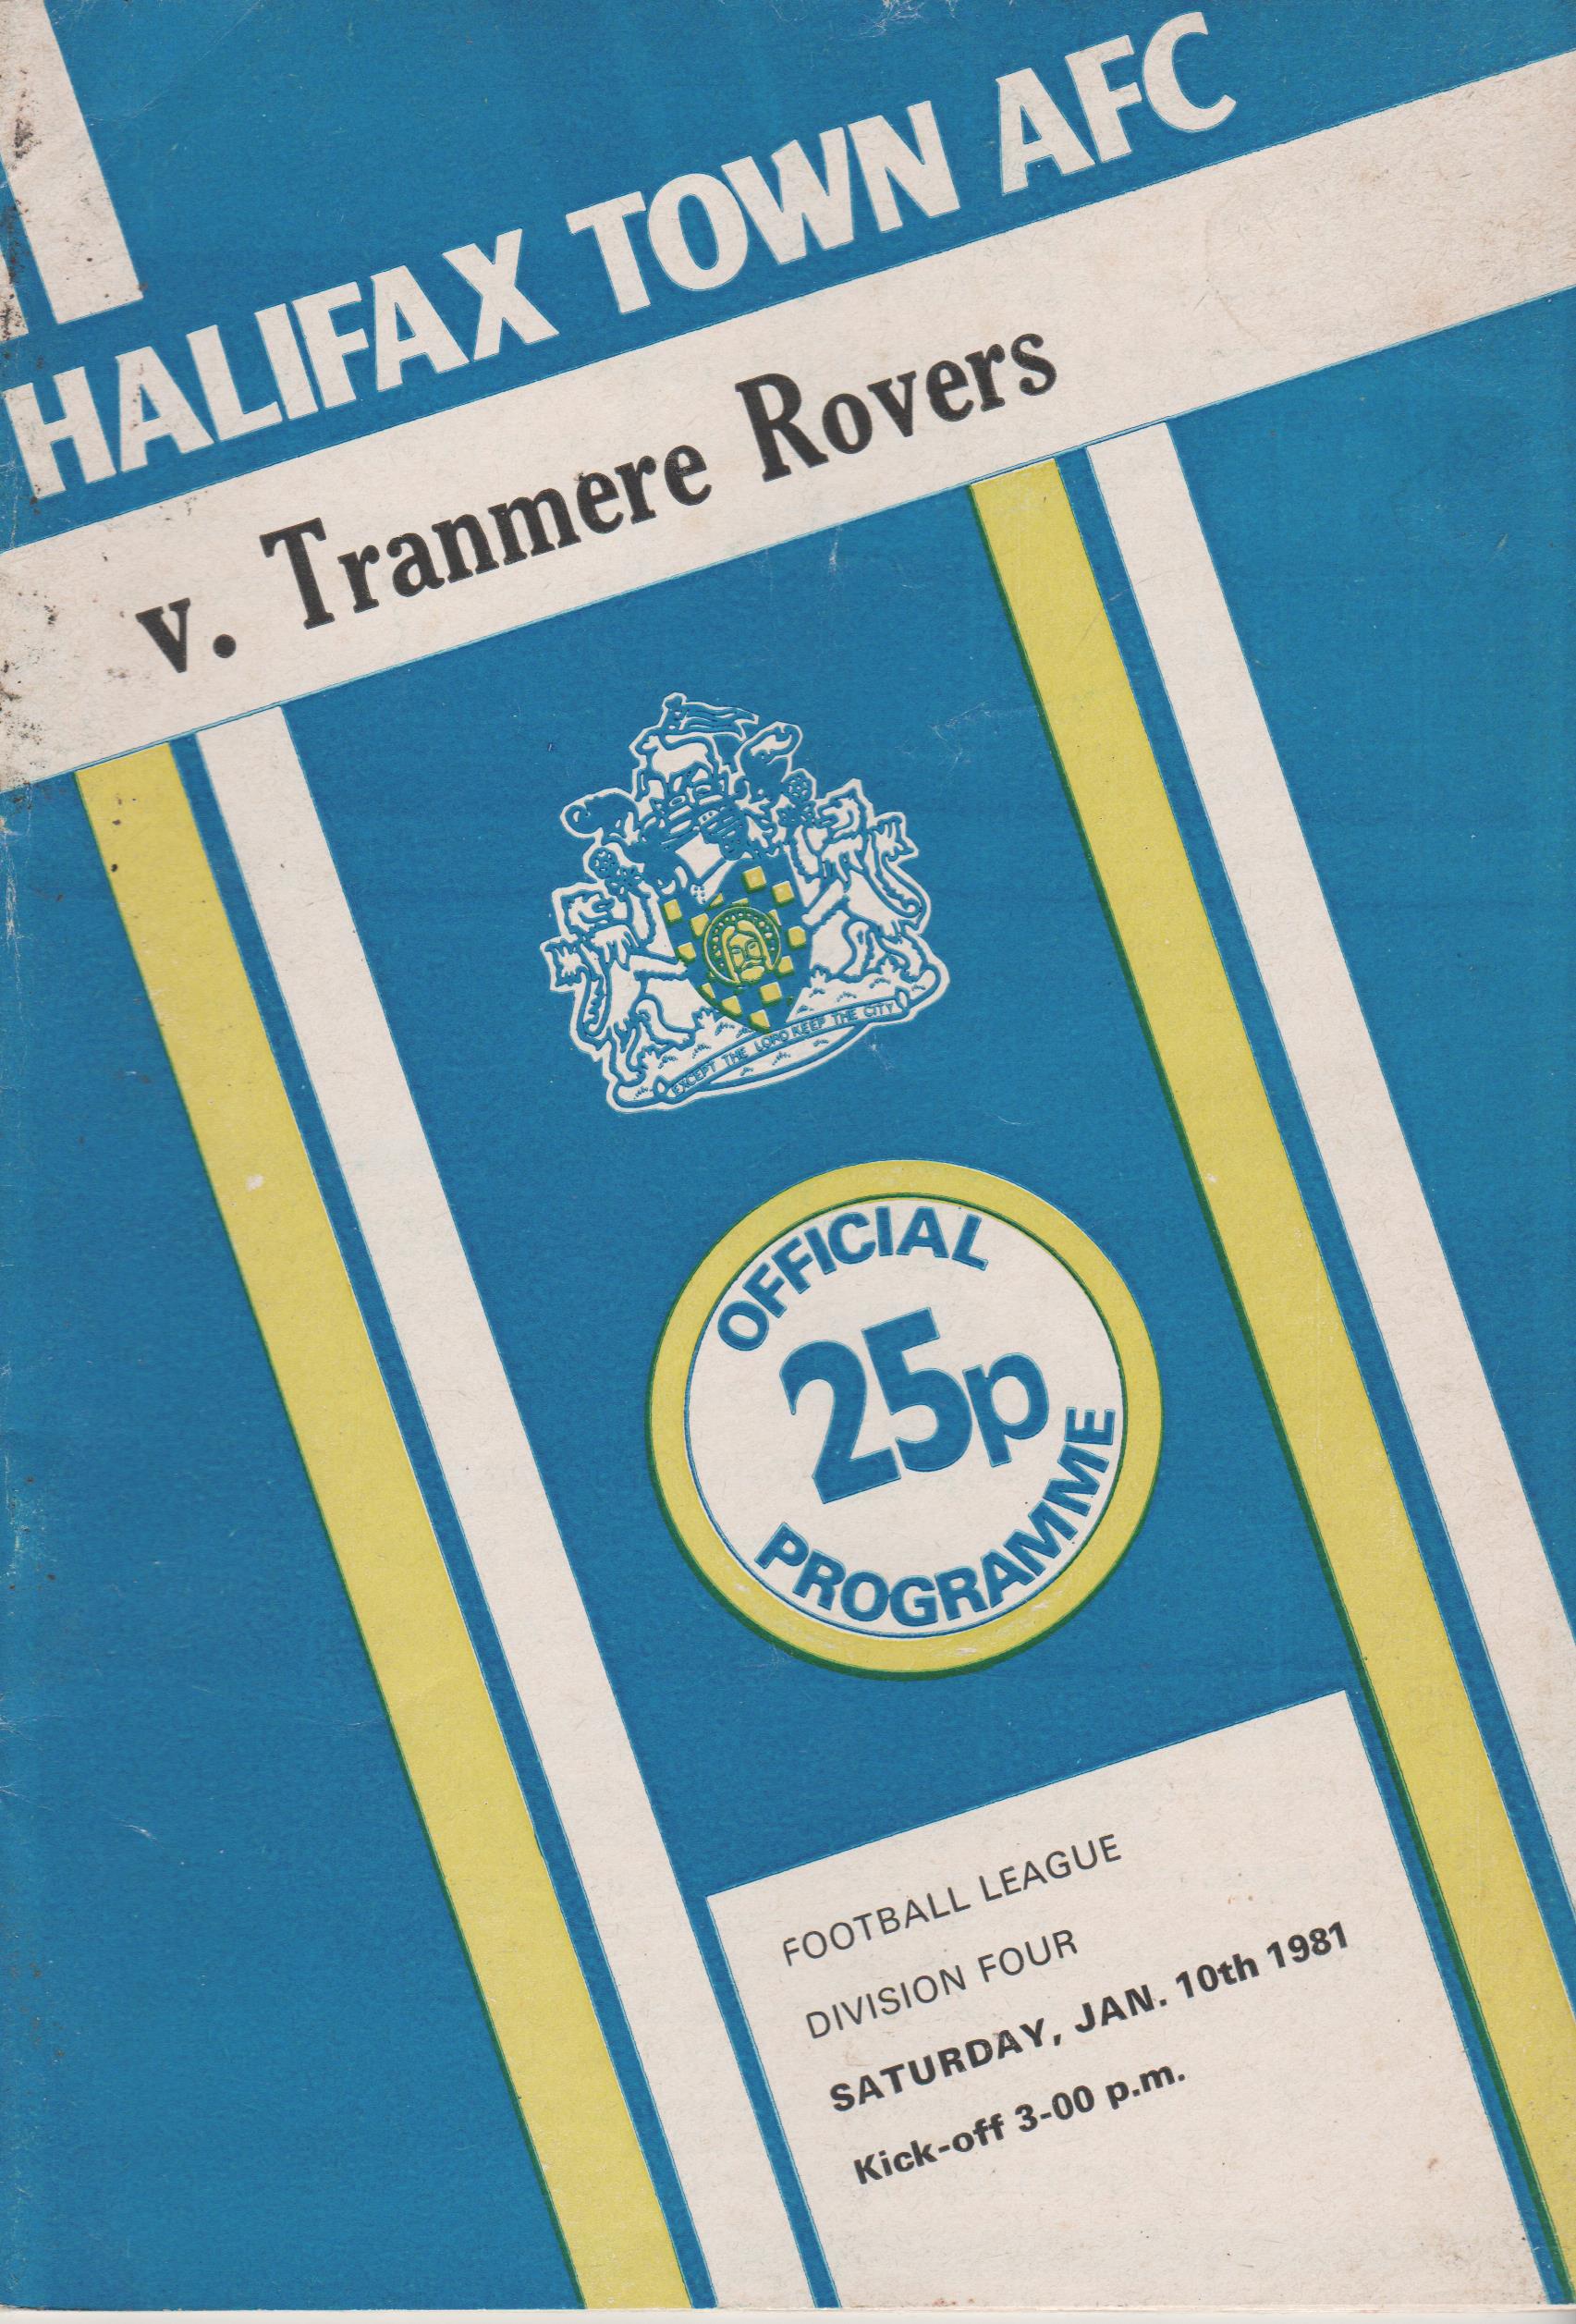 HALIFAX TOWN AFC
v. Tranmere Rovers
EXCEPT THE LORD KEEP THE CITY
OFFICIAL
25p
PROGRAMME
FOOTBALL LEAGUE
DIVISION FOUR
SATURDAY, JAN. 10th 1981
Kick-off 3-00 p.m.